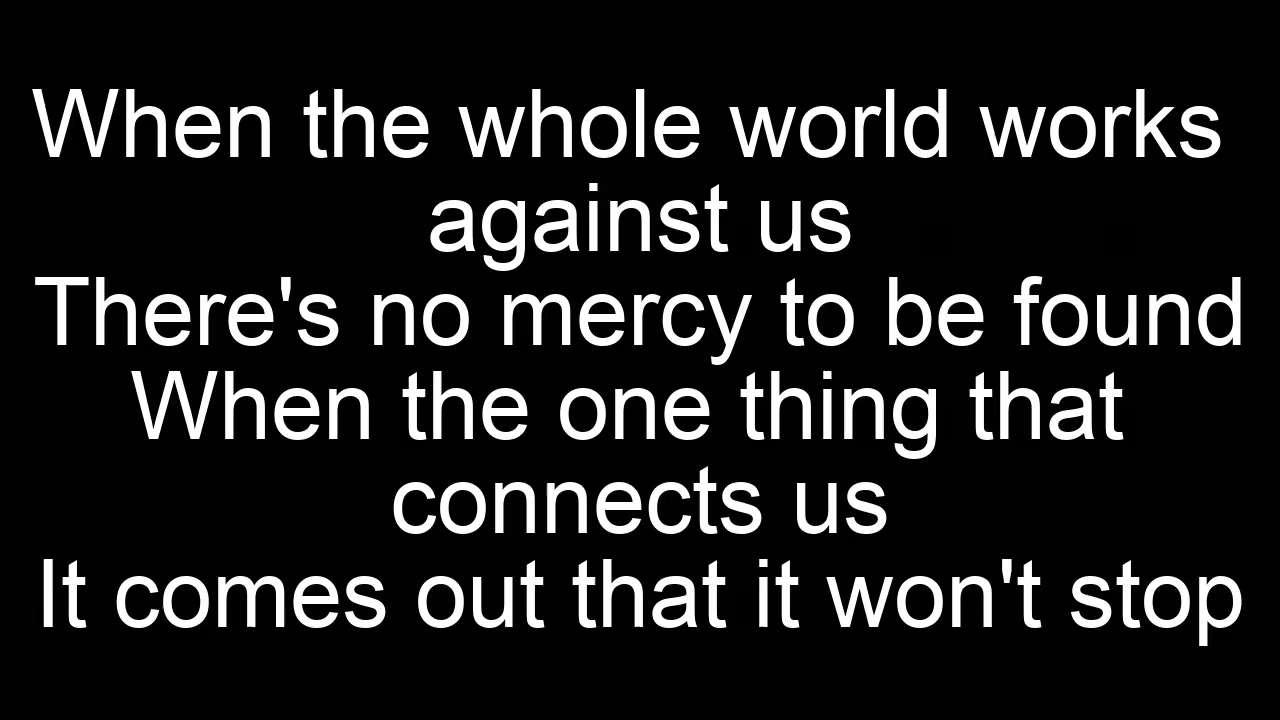 When the whole world works
against us
There's no mercy to be found
When the one thing that
connects us
It comes out that it won't stop